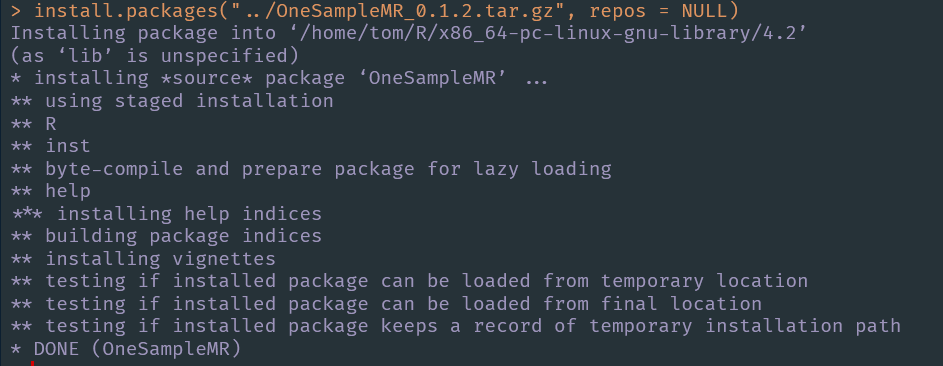 > install.packages("../OneSampleMR_0.1.2.tar.gz", repos = NULL)
Installing package into ‘/home/tom/R/x86_64-pc-linux-gnu-library/4.2’
(as ‘lib’ is unspecified)
* installing *source* package ‘OneSampleMR’ ...
** using staged installation
** R
** inst
** byte-compile and prepare package for lazy loading
** help
*** installing help indices
** building package indices
** installing vignettes
** testing if installed package can be loaded from temporary location
** testing if installed package can be loaded from final location
** testing if installed package keeps a record of temporary installation path
* DONE (OneSampleMR)